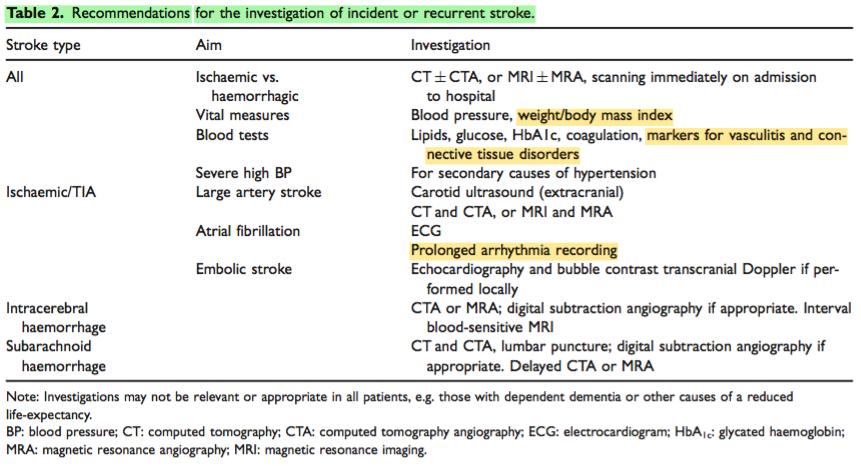 Table 2. Recommendations for the investigation of incident or recurrent stroke.
Stroke type Aim Investigation
All Ischaemic vs. haemorrhagic CT ± CTA, or MRI ± MRA, scanning immediately on admission
to hospital
Vital measures Blood pressure, weight/body mass index
Blood tests Lipids, glucose, HbA1c, coagulation, markers for vasculitis and con-
nective tissue disorders
Severe high BP For secondary causes of hypertension
Ischaemic/TIA Large artery stroke Carotid ultrasound (extracranial)
CT and CTA, or MRI and MRA
Atrial fibrillation ECG
Prolonged arrhythmia recording
Embolic stroke Echocardiography and bubble contrast transcranial Doppler if per-
formed locally
Intracerebral haemorrhage CTA or MRA; digital subtraction angiography if appropriate. Interval
blood-sensitive MRI
Subarachnoid haemorrhage CT and CTA, lumbar puncture; digital subtraction angiography if
appropriate. Delayed CTA or MRA
Note: Investigations may not be relevant or appropriate in all patients, e.g. those with dependent dementia or other causes of a reduced
life-expectancy.
BP: blood pressure; CT: computed tomography; CTA: computed tomography angiography; ECG: electrocardiogram; HbA1c: glycated haemoglobin;
MRA: magnetic resonance angiography; MRI: magnetic resonance imaging.